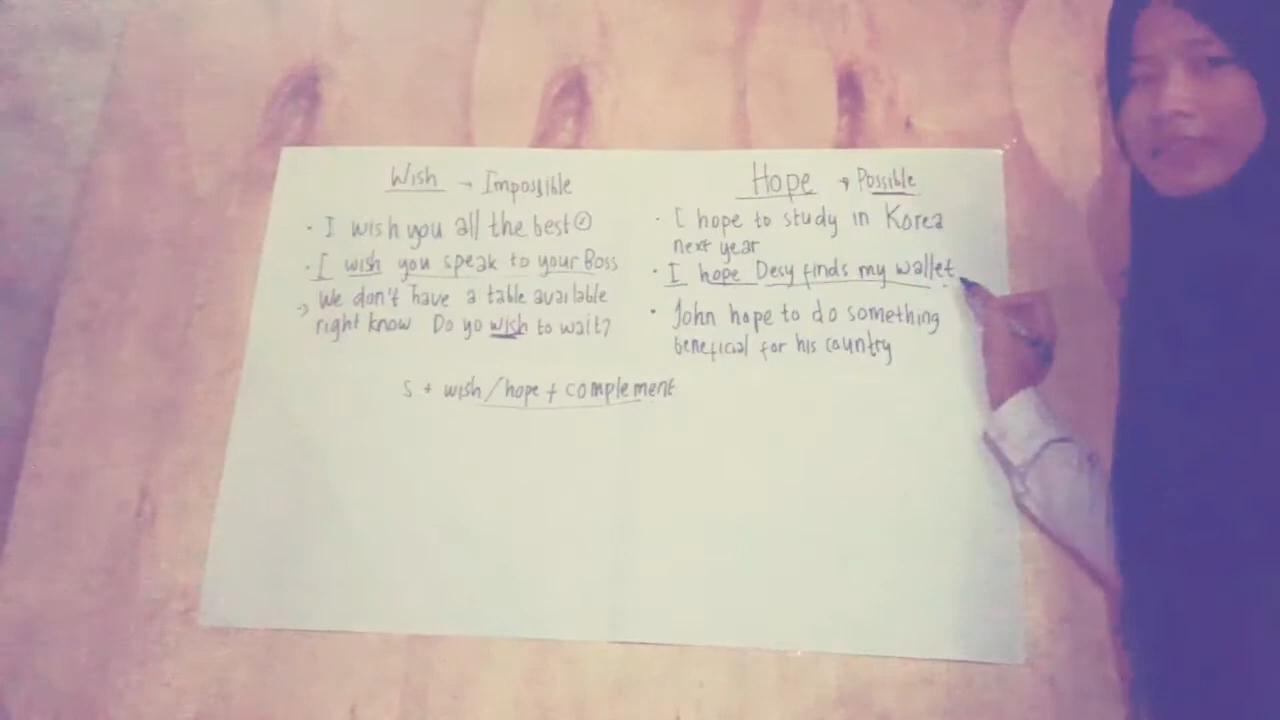 Wish → Impossible
· I wish you all the best
· I wish you speak to your Boss
→ We don't have a table available
right know Do yo wish to wait?
Hope → Possible
· I hope to study in Korea
next year
· I hope Desy finds my wallet
· John hope to do something
beneficial for his country
S + wish/hope + complement